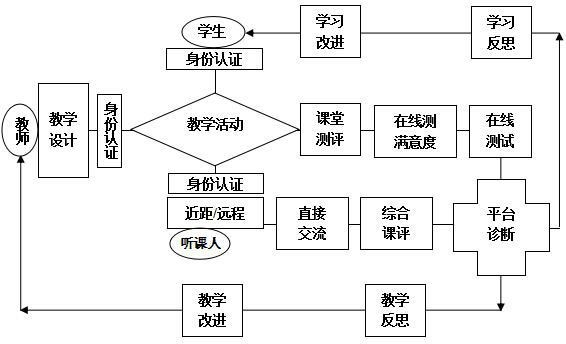 学生
学习
改进
学习
反思
身份认证
教师
教学
设计
身份认证
教学活动
课堂
测评
在线测
满意度
在线
测试
身份认证
近距/远程
听课人
直接
交流
综合
课评
平台
诊断
教学
改进
教学
反思